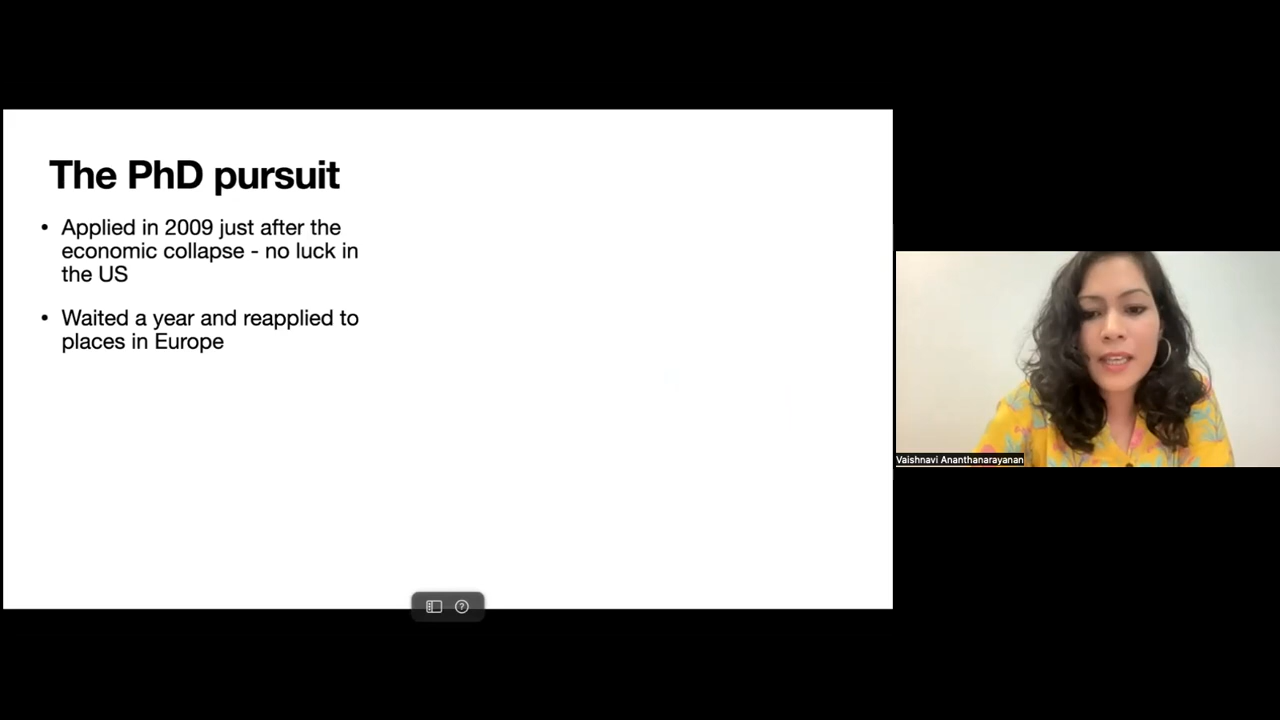 The PhD pursuit
• Applied in 2009 just after the
economic collapse - no luck in
the US
• Waited a year and reapplied to
places in Europe
Vaishnavi Ananthanarayanan
?